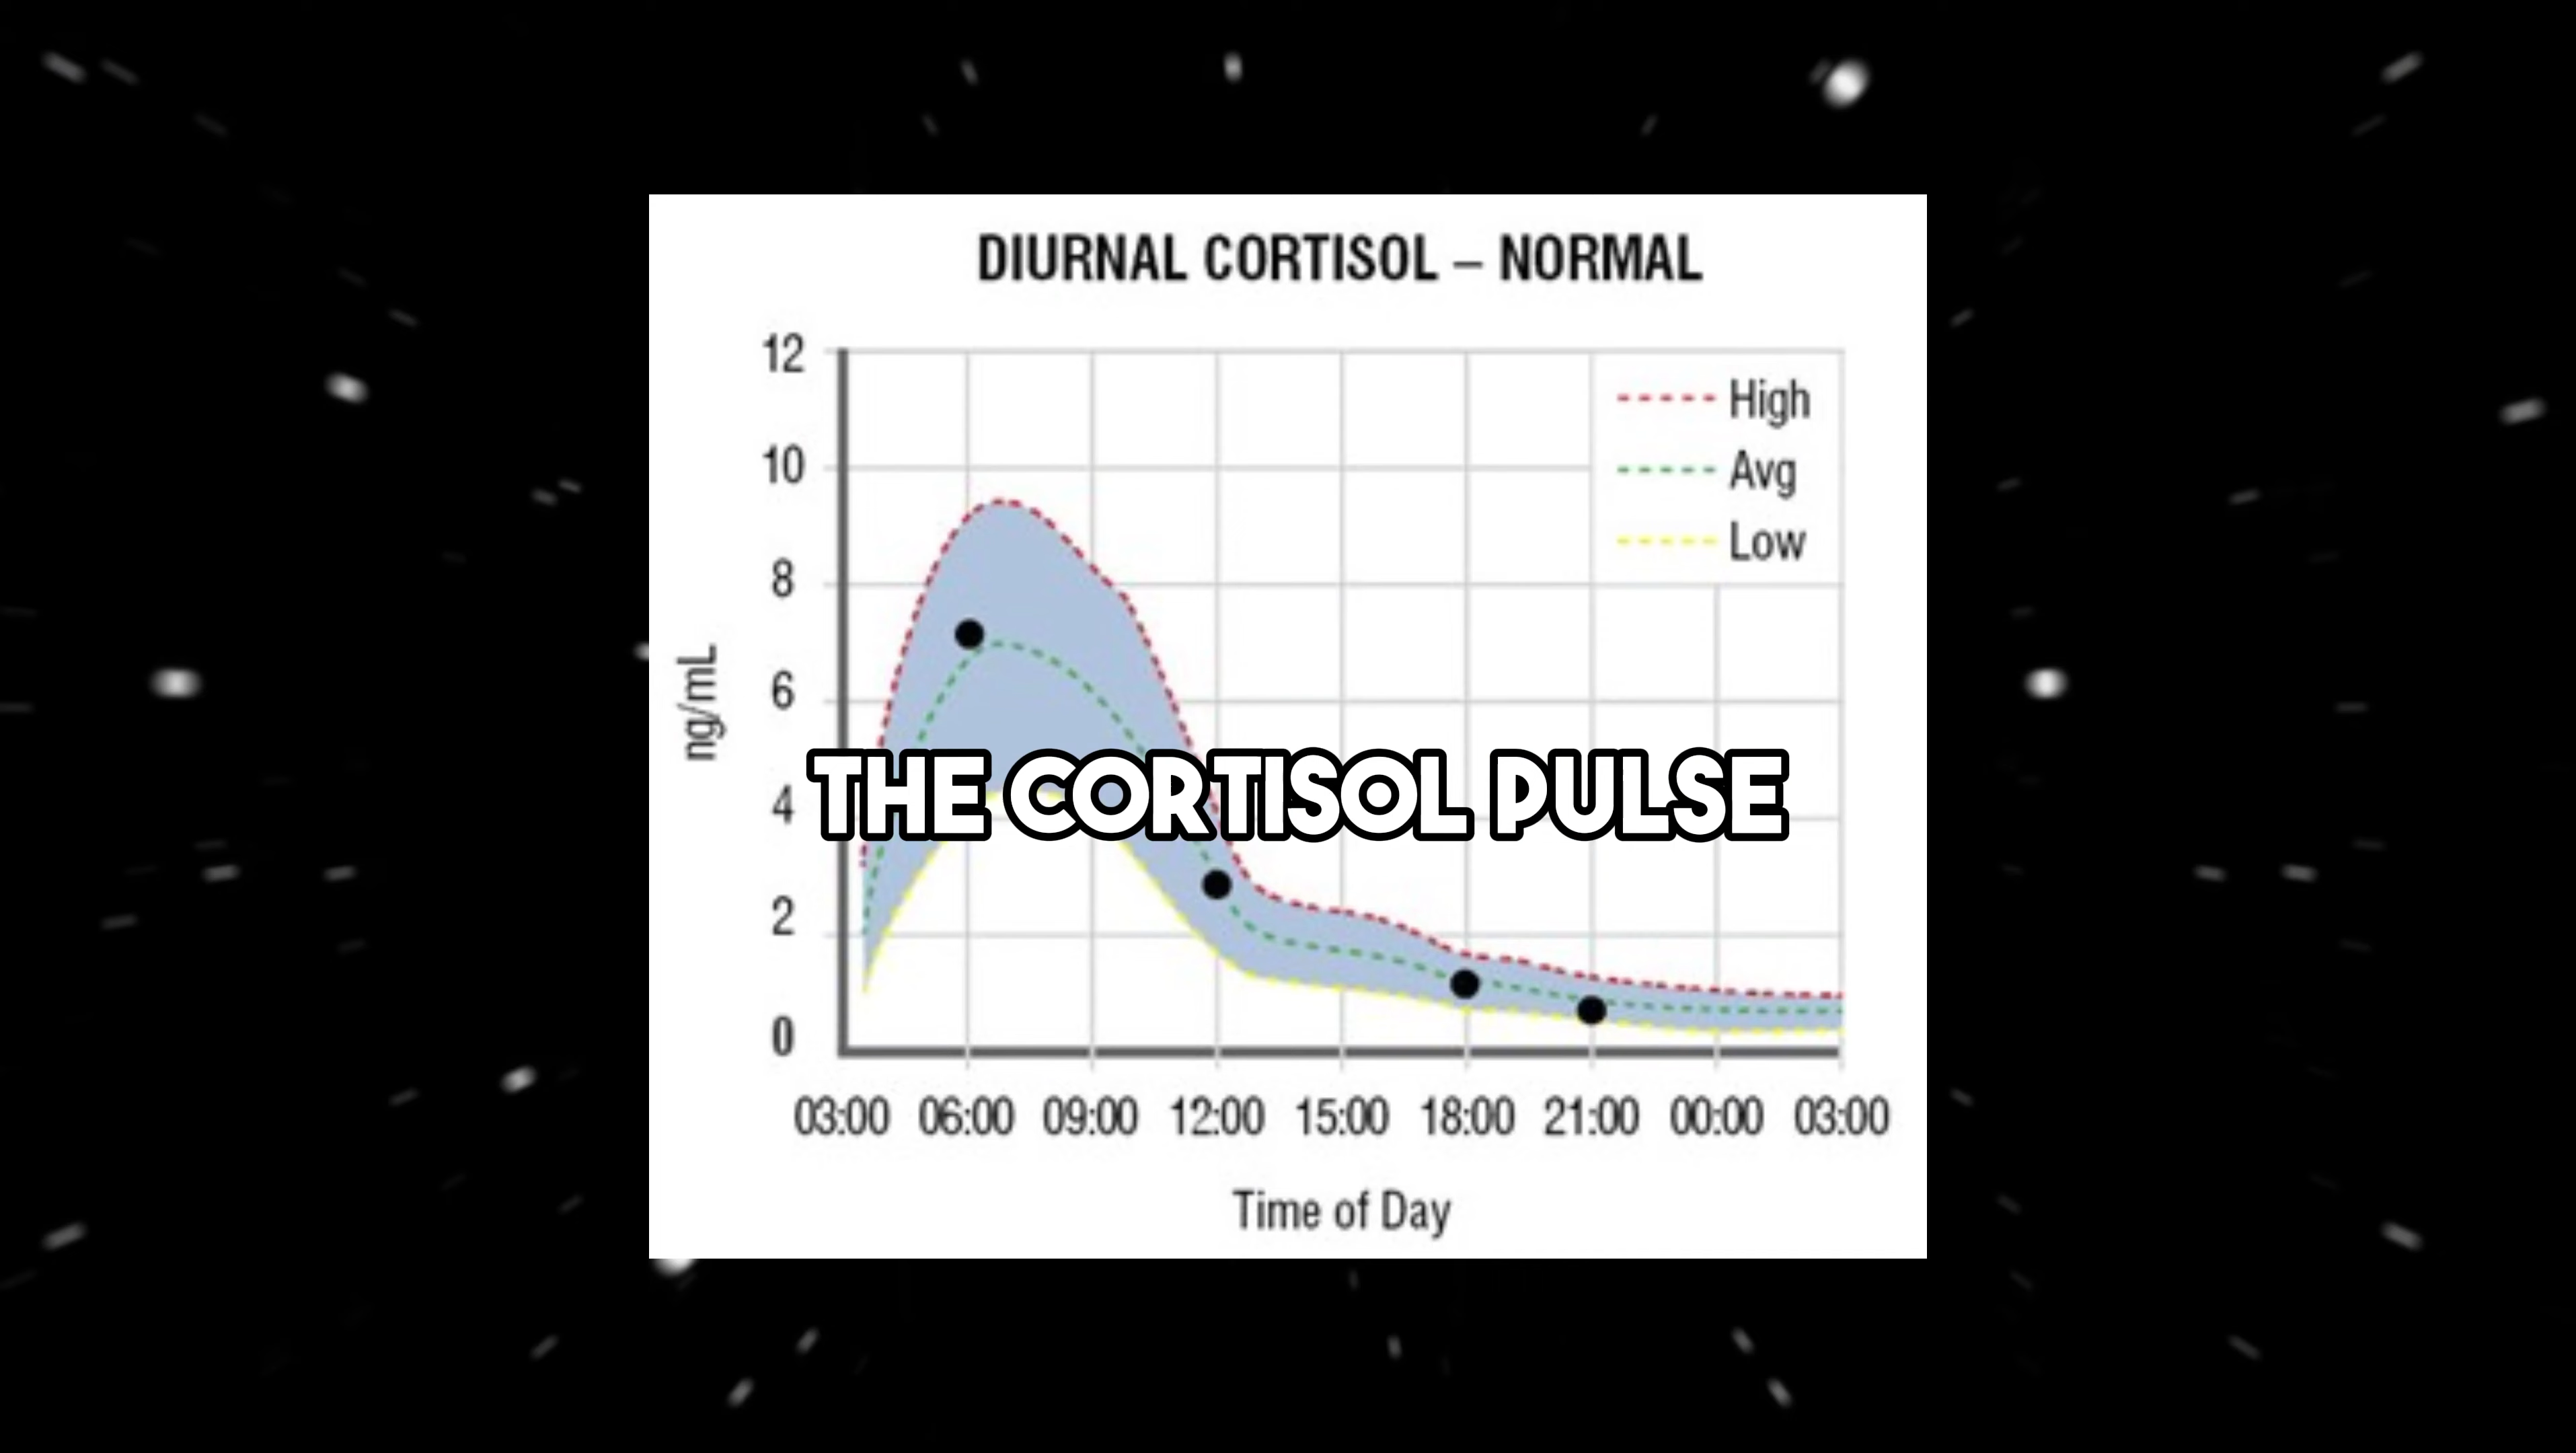 DIURNAL CORTISOL – NORMAL
12
10
8
6
4
2
0
ng/mL
High
Avg
Low
THE CORTISOL PULSE
03:00 06:00 09:00 12:00 15:00 18:00 21:00 00:00 03:00
Time of Day